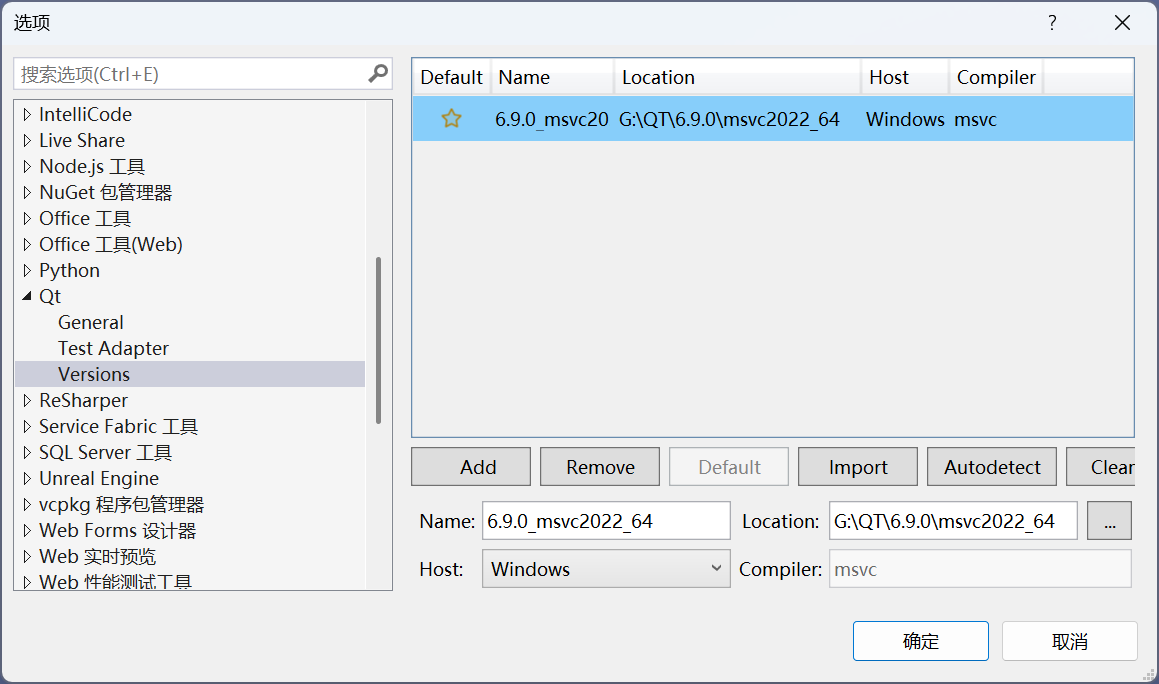 选项
?
搜索选项(Ctrl+E)
IntelliCode
Live Share
Node.js 工具
NuGet 包管理器
Office 工具
Office 工具(Web)
Python
Qt
General
Test Adapter
Versions
ReSharper
Service Fabric 工具
SQL Server 工具
Unreal Engine
vcpkg 程序包管理器
Web Forms 设计器
Web 实时预览
Web 性能测试工具
Default Name Location Host Compiler
6.9.0_msvc20 G:\QT\6.9.0\msvc2022_64 Windows msvc
Add Remove Default Import Autodetect Clear
Name: 6.9.0_msvc2022_64 Location: G:\QT\6.9.0\msvc2022_64 ...
Host: Windows Compiler: msvc
确定 取消